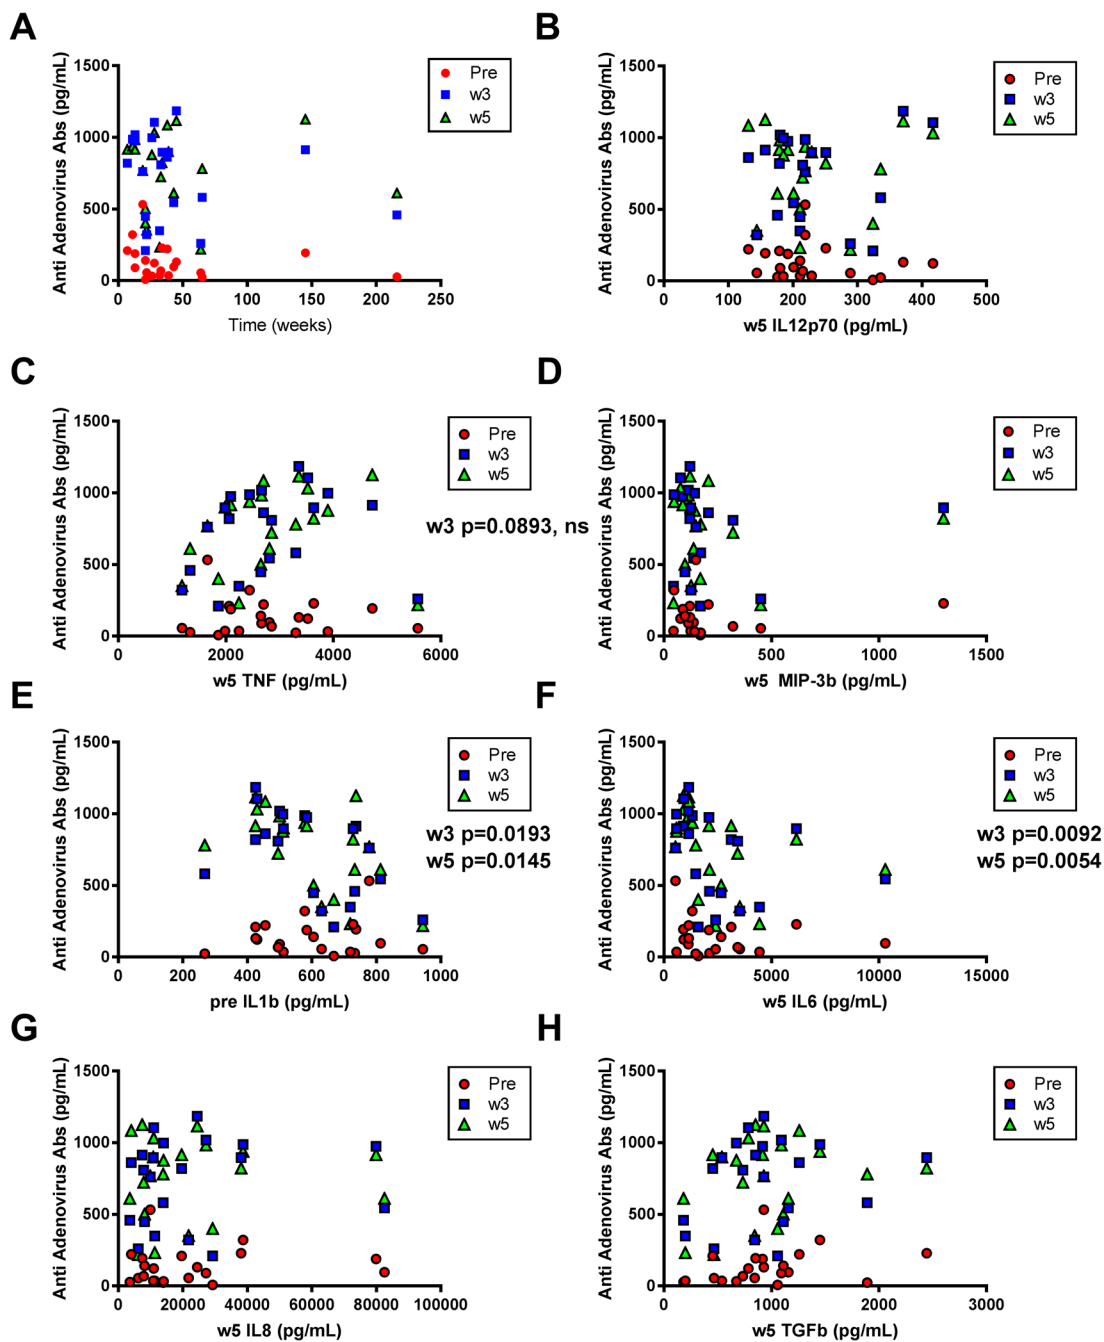 A
Anti Adenovirus Abs (pg/mL)
1500
1000
500
0
0 50 100 150 200 250
Time (weeks)
Pre
w3
w5
B
Anti Adenovirus Abs (pg/mL)
1500
1000
500
0
0 100 200 300 400 500
w5 IL12p70 (pg/mL)
Pre
w3
w5
C
Anti Adenovirus Abs (pg/mL)
1500
1000
500
0
0 2000 4000 6000
w5 TNF (pg/mL)
Pre
w3
w5
w3 p=0.0893, ns
D
Anti Adenovirus Abs (pg/mL)
1500
1000
500
0
0 500 1000 1500
w5 MIP-3b (pg/mL)
Pre
w3
w5
E
Anti Adenovirus Abs (pg/mL)
1500
1000
500
0
0 200 400 600 800 1000
pre IL1b (pg/mL)
Pre
w3
w5
w3 p=0.0193
w5 p=0.0145
F
Anti Adenovirus Abs (pg/mL)
1500
1000
500
0
0 5000 10000 15000
w5 IL6 (pg/mL)
Pre
w3
w5
w3 p=0.0092
w5 p=0.0054
G
Anti Adenovirus Abs (pg/mL)
1500
1000
500
0
0 20000 40000 60000 80000 100000
w5 IL8 (pg/mL)
Pre
w3
w5
H
Anti Adenovirus Abs (pg/mL)
1500
1000
500
0
0 1000 2000 3000
w5 TGFb (pg/mL)
Pre
w3
w5